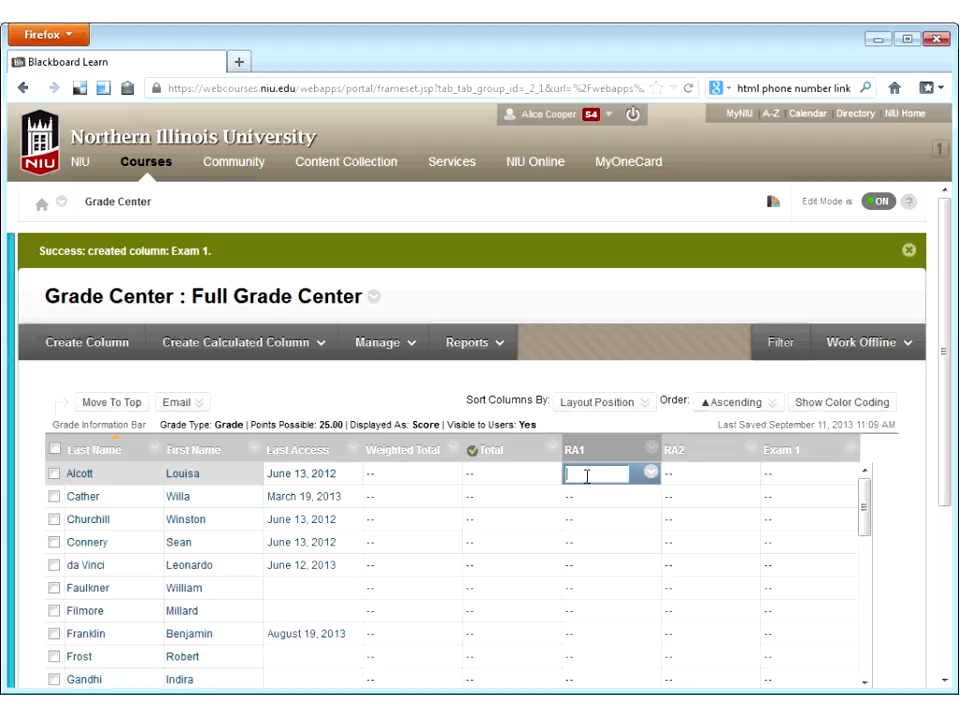 Firefox
Blackboard Learn
https://webcourses.niu.edu/webapps/portal/frameset.jsp?tab_tab_group_id=_2_1&url=%2Fwebapps%
html phone number link
Alice Cooper 54
MyNIU | A-Z | Calendar | Directory | NIU Home
Northern Illinois University
NIU
NIU Courses Community Content Collection Services NIU Online MyOneCard
1
Grade Center
Edit Mode is: ON ?
Success: created column: Exam 1.
Grade Center : Full Grade Center
Create Column Create Calculated Column Manage Reports Filter Work Offline
Move To Top Email Sort Columns By: Layout Position Order: ▲Ascending Show Color Coding
Grade Information Bar Grade Type: Grade | Points Possible: 25.00 | Displayed As: Score | Visible to Users: Yes Last Saved:September 11, 2013 11:09 AM
Last Name First Name Last Access Weighted Total Total RA1 RA2 Exam 1
Alcott Louisa June 13, 2012 -- -- -- --
Cather Willa March 19, 2013 -- -- -- -- --
Churchill Winston June 13, 2012 -- -- -- -- --
Connery Sean June 13, 2012 -- -- -- -- --
da Vinci Leonardo June 12, 2013 -- -- -- -- --
Faulkner William -- -- -- -- --
Filmore Millard -- -- -- -- --
Franklin Benjamin August 19, 2013 -- -- -- -- --
Frost Robert -- -- -- -- --
Gandhi Indira -- -- -- -- --